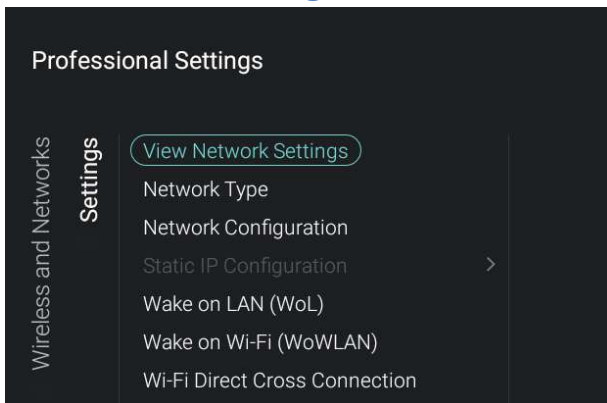 Professional Settings
Wireless and Networks
Settings
View Network Settings
Network Type
Network Configuration
Static IP Configuration
Wake on LAN (WoL)
Wake on Wi-Fi (WoWLAN)
Wi-Fi Direct Cross Connection